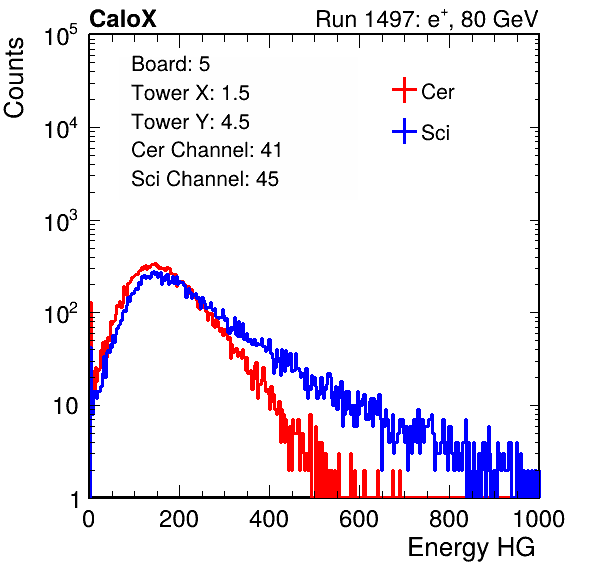 CaloX Run 1497: e⁺, 80 GeV
Counts
Board: 5
Tower X: 1.5
Tower Y: 4.5
Cer Channel: 41
Sci Channel: 45
Cer
Sci
10⁵
10⁴
10³
10²
10
1
0 200 400 600 800 1000
Energy HG